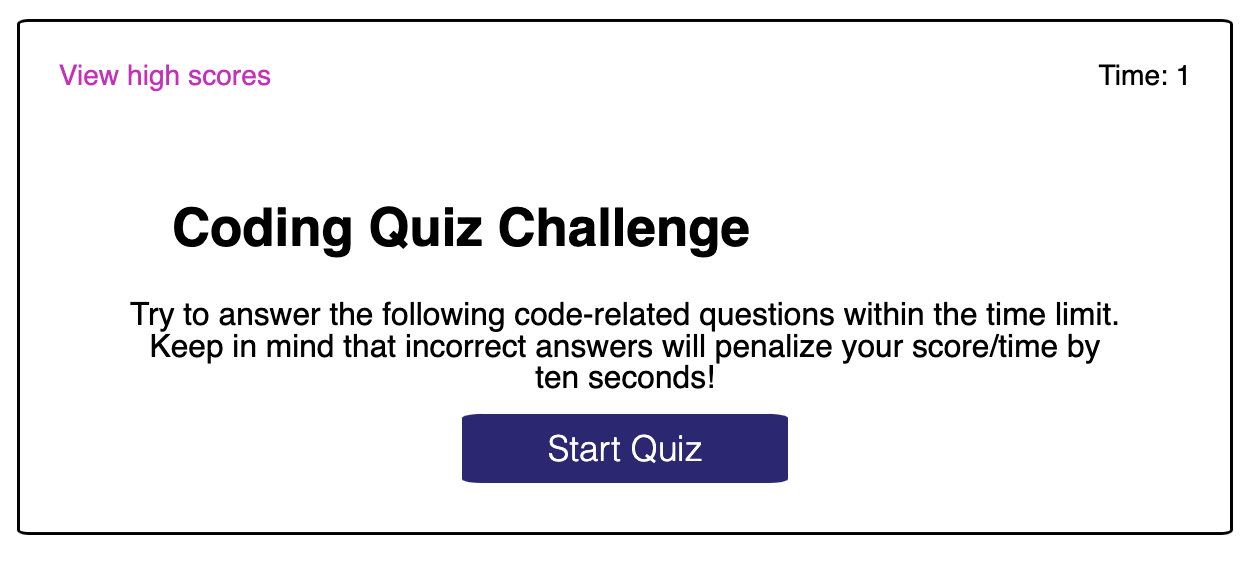 View high scores
Time: 1
Coding Quiz Challenge
Try to answer the following code-related questions within the time limit.
Keep in mind that incorrect answers will penalize your score/time by
ten seconds!
Start Quiz